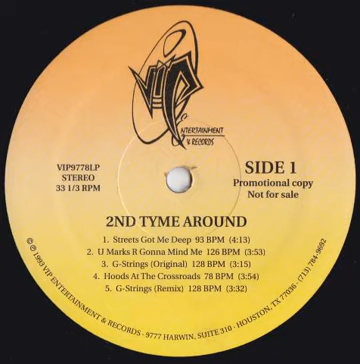 VIP
ENTERTAINMENT
& RECORDS
VIP9778LP
STEREO
33 1/3 RPM
SIDE 1
Promotional copy
Not for sale
2ND TYME AROUND
1. Streets Got Me Deep 93 BPM (4:13)
2. U Marks R Gonna Mind Me 126 BPM (3:53)
3. G-Strings (Original) 128 BPM (3:15)
4. Hoods At The Crossroads 78 BPM (3:54)
5. G-Strings (Remix) 128 BPM (3:32)
© ℗ 1993 VIP ENTERTAINMENT & RECORDS · 9777 HARWIN, SUITE 310 · HOUSTON, TX 77036 · (713) 784-9692